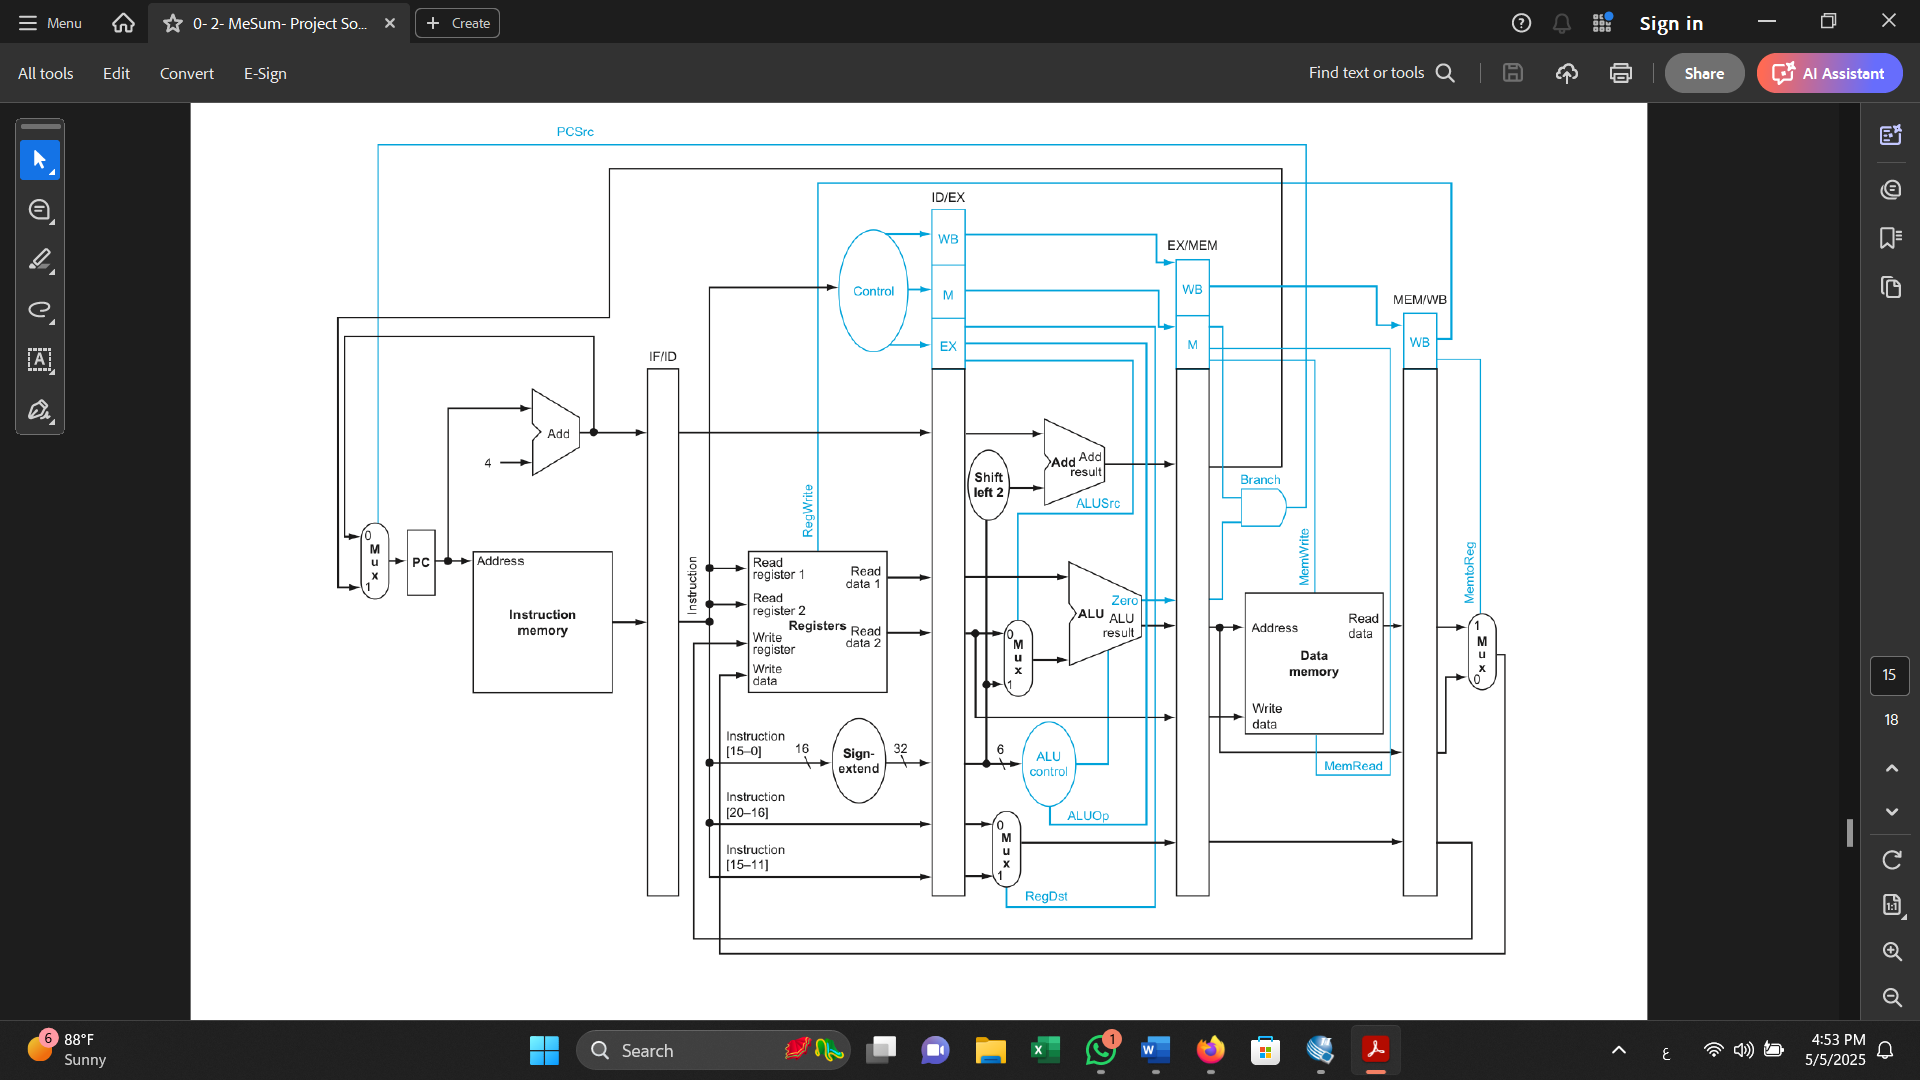 Menu
0- 2- MeSum- Project So...
Create
Sign in
All tools
Edit
Convert
E-Sign
Find text or tools
Share
AI Assistant
PCSrc
ID/EX
WB
EX/MEM
Control
M
WB
MEM/WB
EX
M
WB
IF/ID
Add
4
Shift
left 2
Add
Add
result
ALUSrc
Branch
RegWrite
MemWrite
MemtoReg
0
M
u
x
1
PC
Address
Instruction
memory
Instruction
Read
register 1
Read
register 2
Write
register
Write
data
Registers
Read
data 1
Read
data 2
0
M
u
x
1
Zero
ALU
ALU
result
Address
Read
data
Data
memory
Write
data
1
M
u
x
0
Instruction
[15–0]
16
Sign-
extend
32
6
ALU
control
MemRead
ALUOp
Instruction
[20–16]
Instruction
[15–11]
0
M
u
x
1
RegDst
15
18
1:1
6
88°F
Sunny
Search
1
ع
4:53 PM
5/5/2025